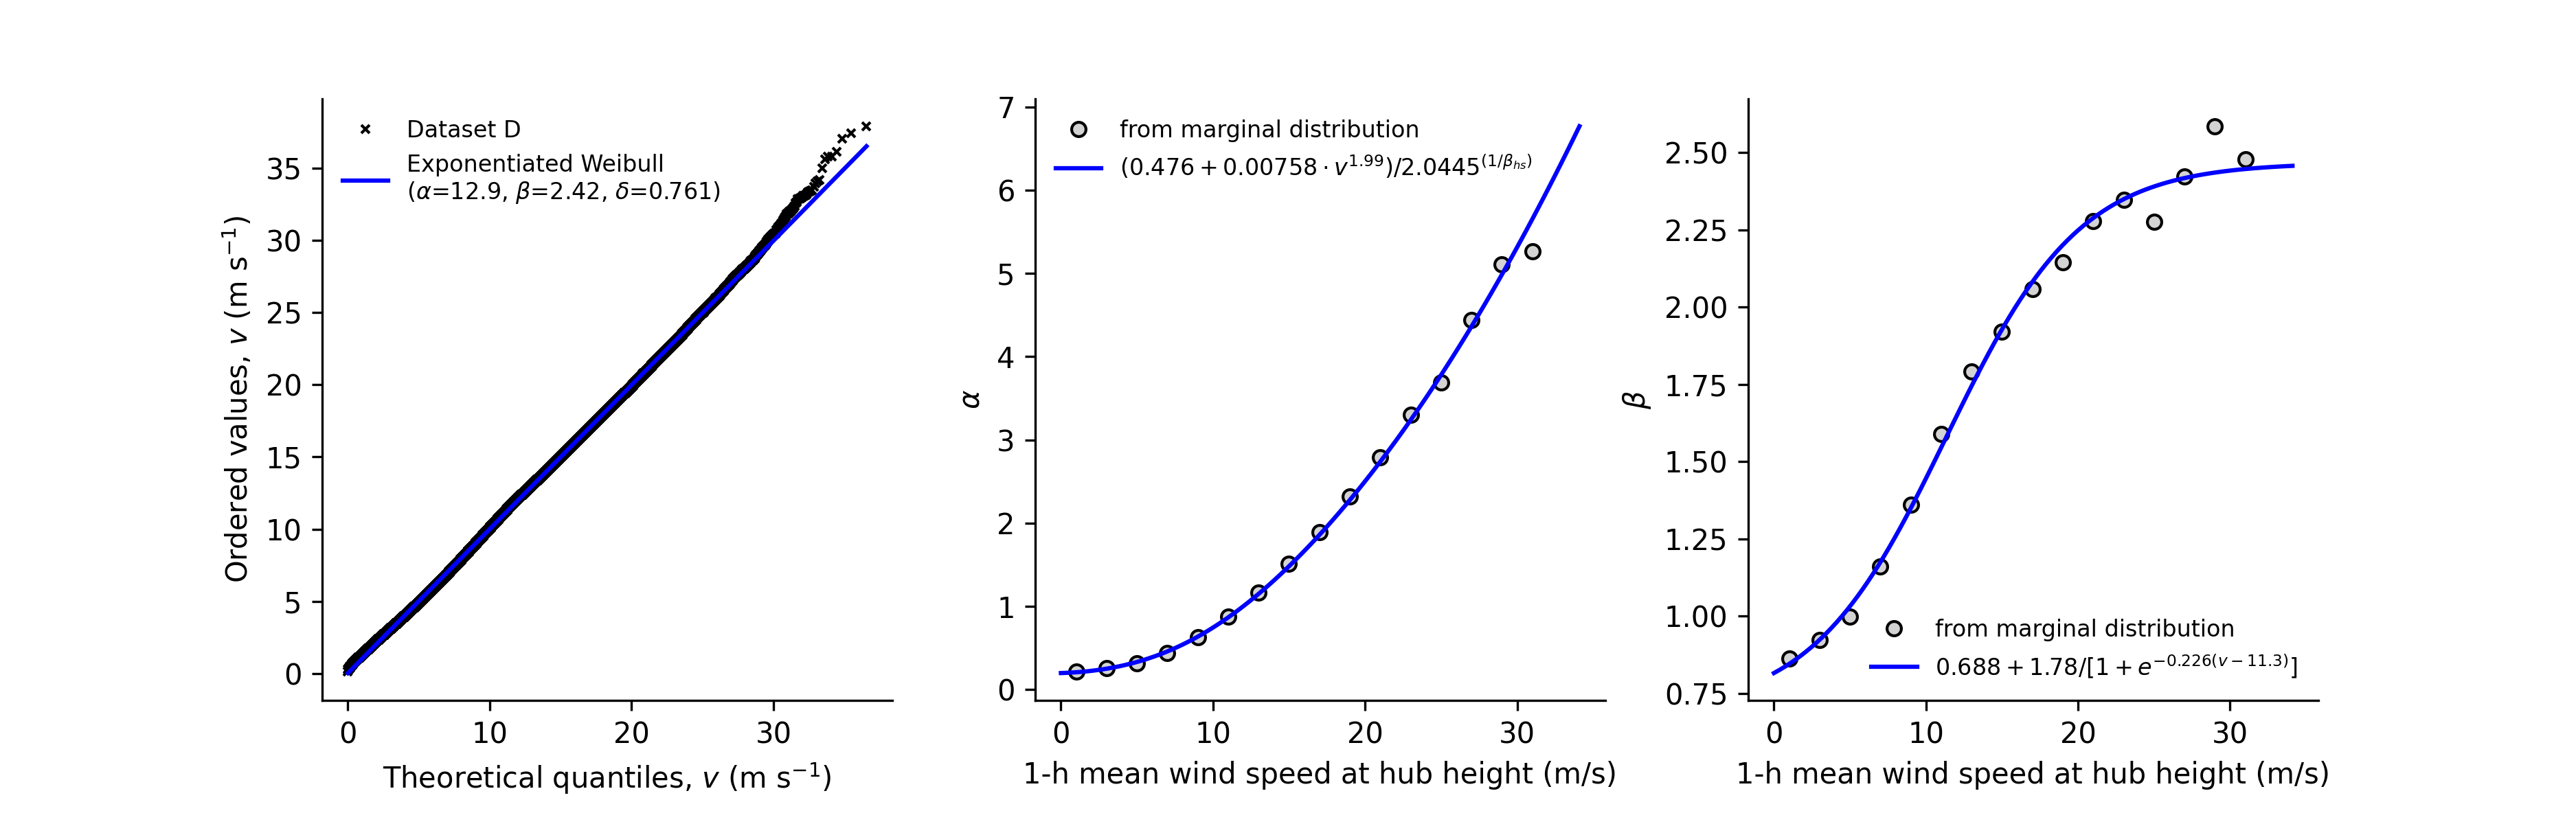 Dataset D
Exponentiated Weibull
(α=12.9, β=2.42, δ=0.761)
Ordered values, v (m s⁻¹)
35
30
25
20
15
10
5
0
0 10 20 30
Theoretical quantiles, v (m s⁻¹)
from marginal distribution
(0.476 + 0.00758 · v^1.99)/2.0445^(1/β_hs)
α
7
6
5
4
3
2
1
0
0 10 20 30
1-h mean wind speed at hub height (m/s)
β
2.50
2.25
2.00
1.75
1.50
1.25
1.00
0.75
from marginal distribution
0.688 + 1.78/[1 + e^−0.226(v−11.3)]
0 10 20 30
1-h mean wind speed at hub height (m/s)